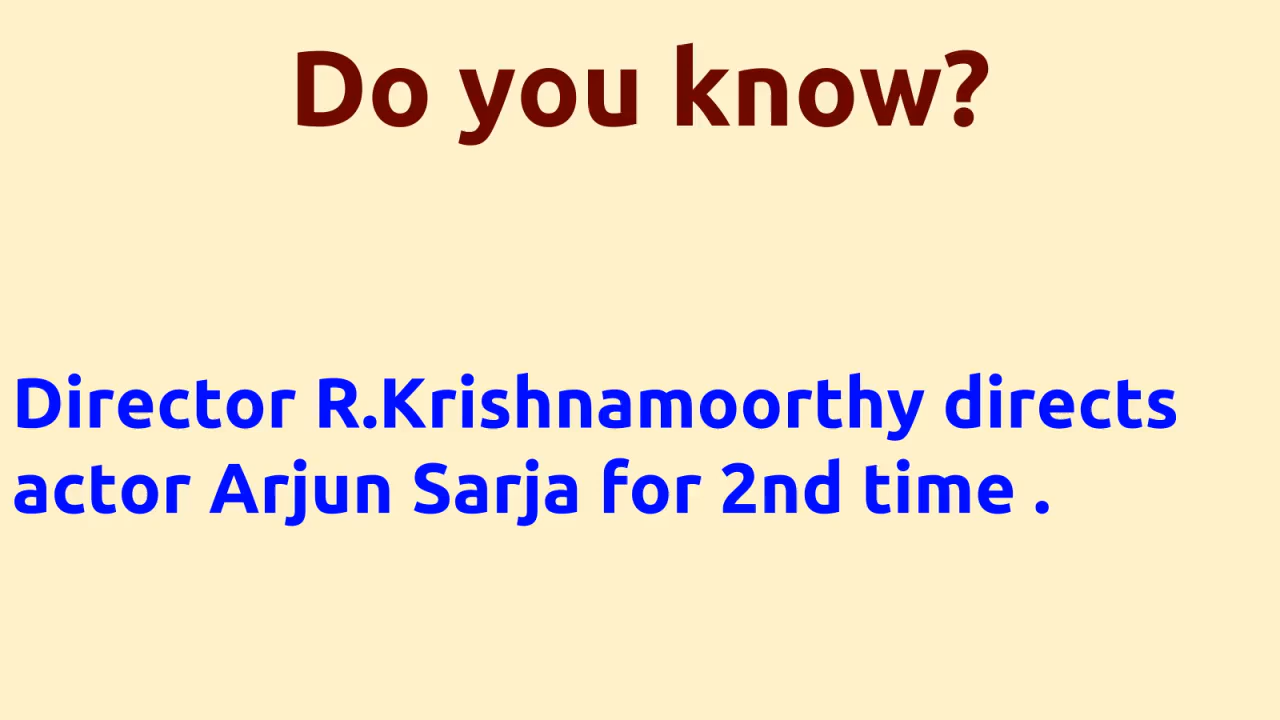 Do you know?
Director R.Krishnamoorthy directs
actor Arjun Sarja for 2nd time .